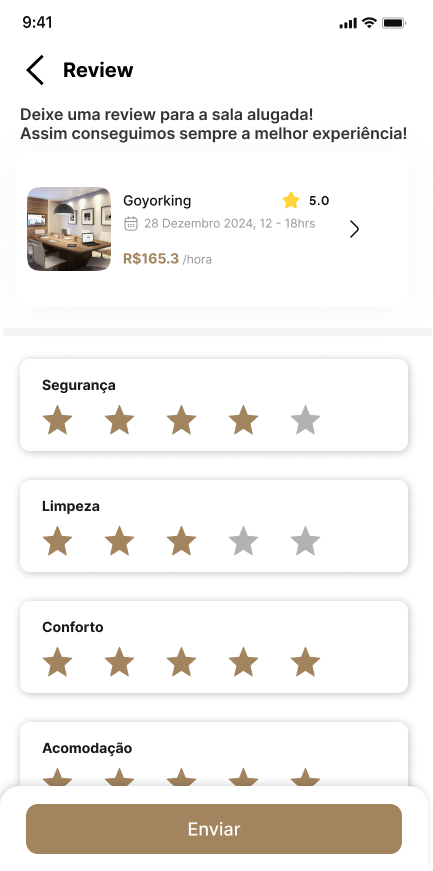 9:41
Review
Deixe uma review para a sala alugada!
Assim conseguimos sempre a melhor experiência!
Goyorking
5.0
28 Dezembro 2024, 12 - 18hrs
R$165.3 /hora
Segurança
Limpeza
Conforto
Acomodação
Enviar